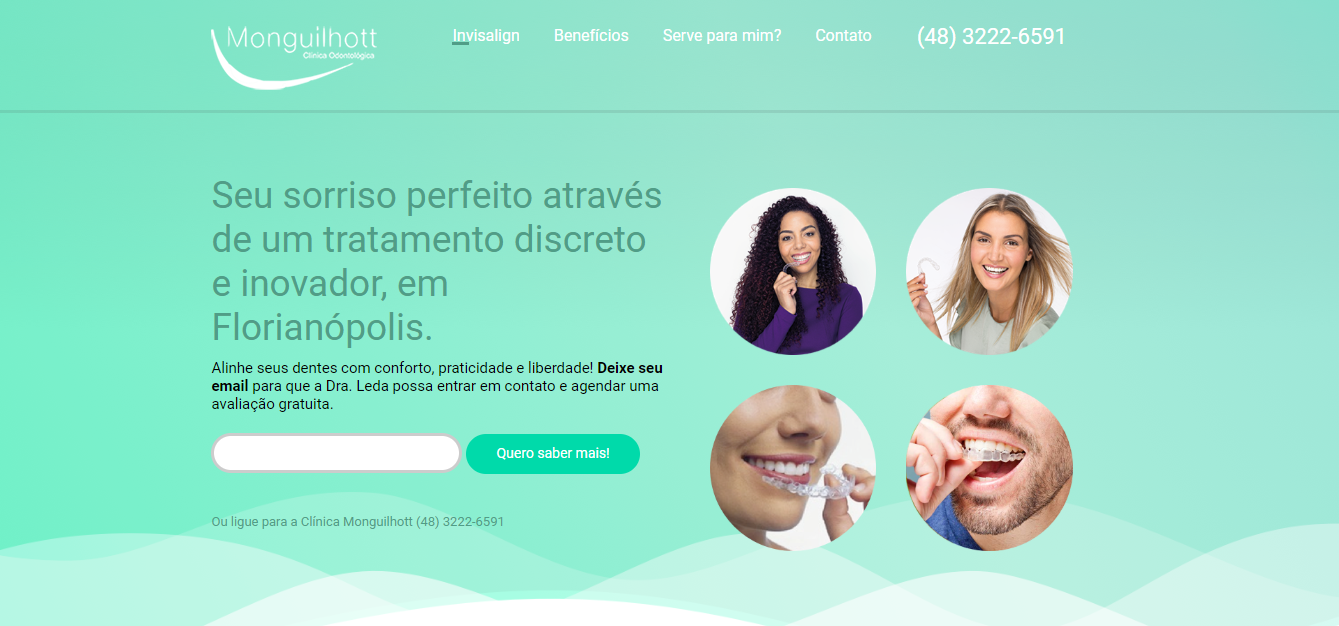 Monguilhott
Clínica Odontológica
Invisalign
Benefícios
Serve para mim?
Contato
(48) 3222-6591
Seu sorriso perfeito através
de um tratamento discreto
e inovador, em
Florianópolis.
Alinhe seus dentes com conforto, praticidade e liberdade! Deixe seu
email para que a Dra. Leda possa entrar em contato e agendar uma
avaliação gratuita.
Quero saber mais!
Ou ligue para a Clínica Monguilhott (48) 3222-6591